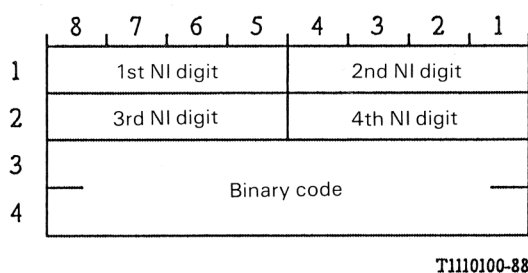 8 7 6 5 4 3 2 1
1 1st NI digit 2nd NI digit
2 3rd NI digit 4th NI digit
3
Binary code
4
T1110100-88